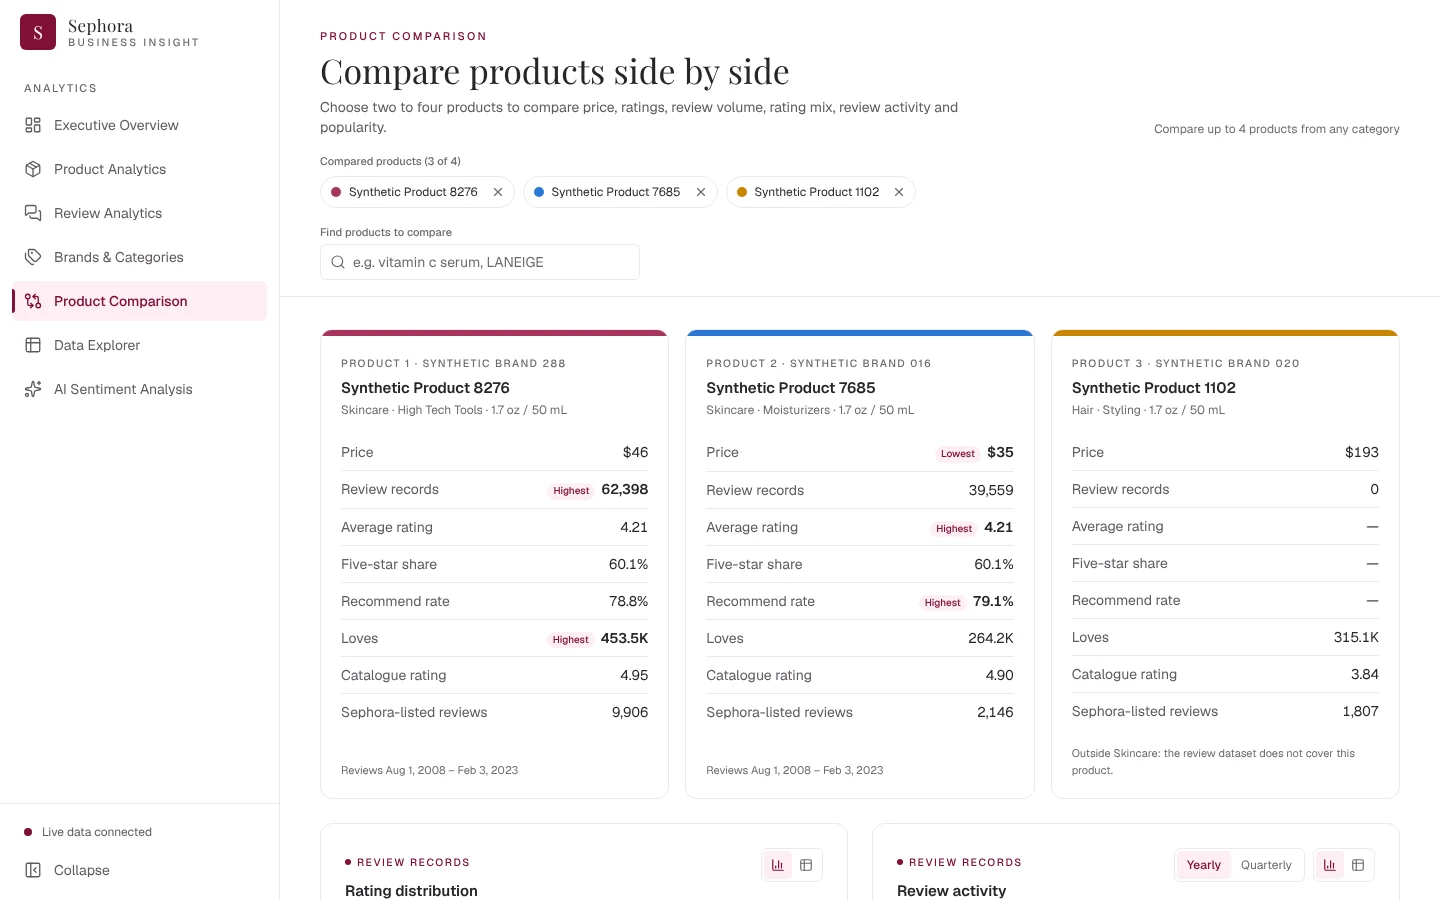 S
Sephora
BUSINESS INSIGHT
ANALYTICS
Executive Overview
Product Analytics
Review Analytics
Brands & Categories
Product Comparison
Data Explorer
AI Sentiment Analysis
Live data connected
Collapse
PRODUCT COMPARISON
Compare products side by side
Choose two to four products to compare price, ratings, review volume, rating mix, review activity and
popularity.
Compare up to 4 products from any category
Compared products (3 of 4)
Synthetic Product 8276
Synthetic Product 7685
Synthetic Product 1102
Find products to compare
e.g. vitamin c serum, LANEIGE
PRODUCT 1 · SYNTHETIC BRAND 288
Synthetic Product 8276
Skincare · High Tech Tools · 1.7 oz / 50 mL
Price $46
Review records Highest 62,398
Average rating 4.21
Five-star share 60.1%
Recommend rate 78.8%
Loves Highest 453.5K
Catalogue rating 4.95
Sephora-listed reviews 9,906
Reviews Aug 1, 2008 – Feb 3, 2023
PRODUCT 2 · SYNTHETIC BRAND 016
Synthetic Product 7685
Skincare · Moisturizers · 1.7 oz / 50 mL
Price Lowest $35
Review records 39,559
Average rating Highest 4.21
Five-star share 60.1%
Recommend rate Highest 79.1%
Loves 264.2K
Catalogue rating 4.90
Sephora-listed reviews 2,146
Reviews Aug 1, 2008 – Feb 3, 2023
PRODUCT 3 · SYNTHETIC BRAND 020
Synthetic Product 1102
Hair · Styling · 1.7 oz / 50 mL
Price $193
Review records 0
Average rating —
Five-star share —
Recommend rate —
Loves 315.1K
Catalogue rating 3.84
Sephora-listed reviews 1,807
Outside Skincare: the review dataset does not cover this
product.
REVIEW RECORDS
Rating distribution
REVIEW RECORDS
Yearly Quarterly
Review activity